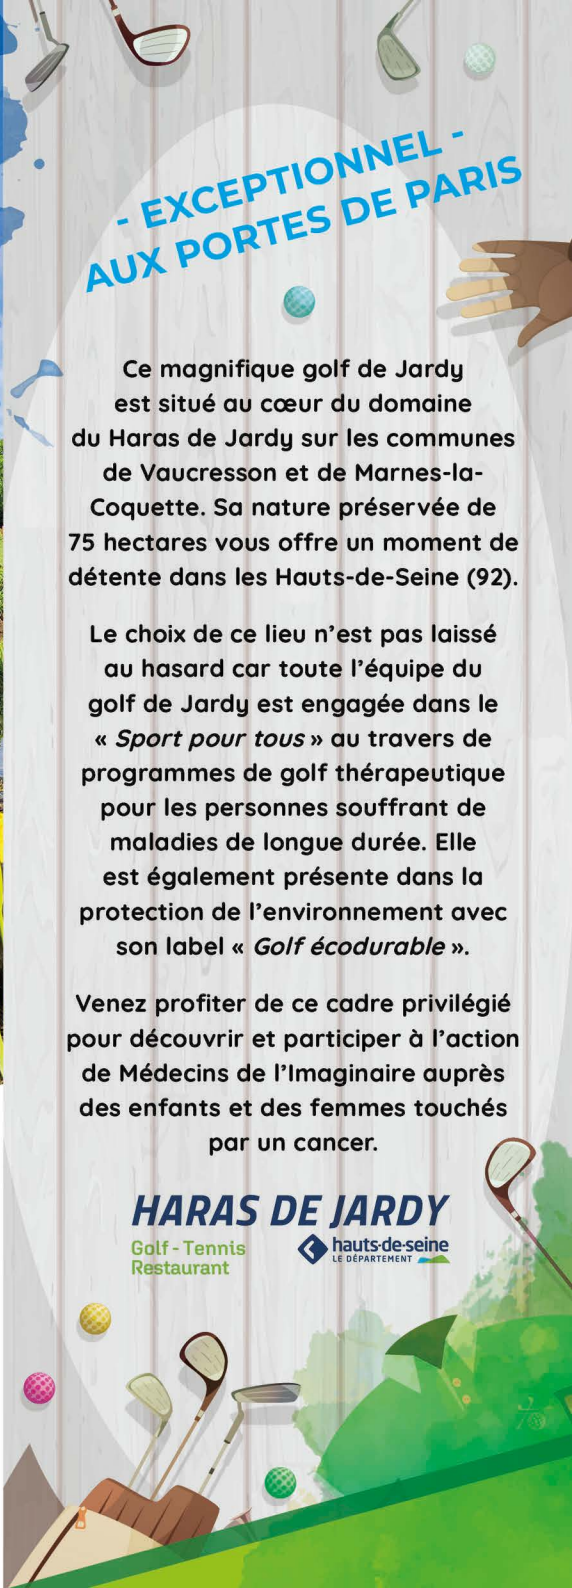 - EXCEPTIONNEL -
AUX PORTES DE PARIS
Ce magnifique golf de Jardy
est situé au cœur du domaine
du Haras de Jardy sur les communes
de Vaucresson et de Marnes-la-
Coquette. Sa nature préservée de
75 hectares vous offre un moment de
détente dans les Hauts-de-Seine (92).
Le choix de ce lieu n’est pas laissé
au hasard car toute l’équipe du
golf de Jardy est engagée dans le
« Sport pour tous » au travers de
programmes de golf thérapeutique
pour les personnes souffrant de
maladies de longue durée. Elle
est également présente dans la
protection de l’environnement avec
son label « Golf écodurable ».
Venez profiter de ce cadre privilégié
pour découvrir et participer à l’action
de Médecins de l’Imaginaire auprès
des enfants et des femmes touchés
par un cancer.
HARAS DE JARDY
Golf - Tennis
Restaurant
hauts-de-seine
LE DÉPARTEMENT